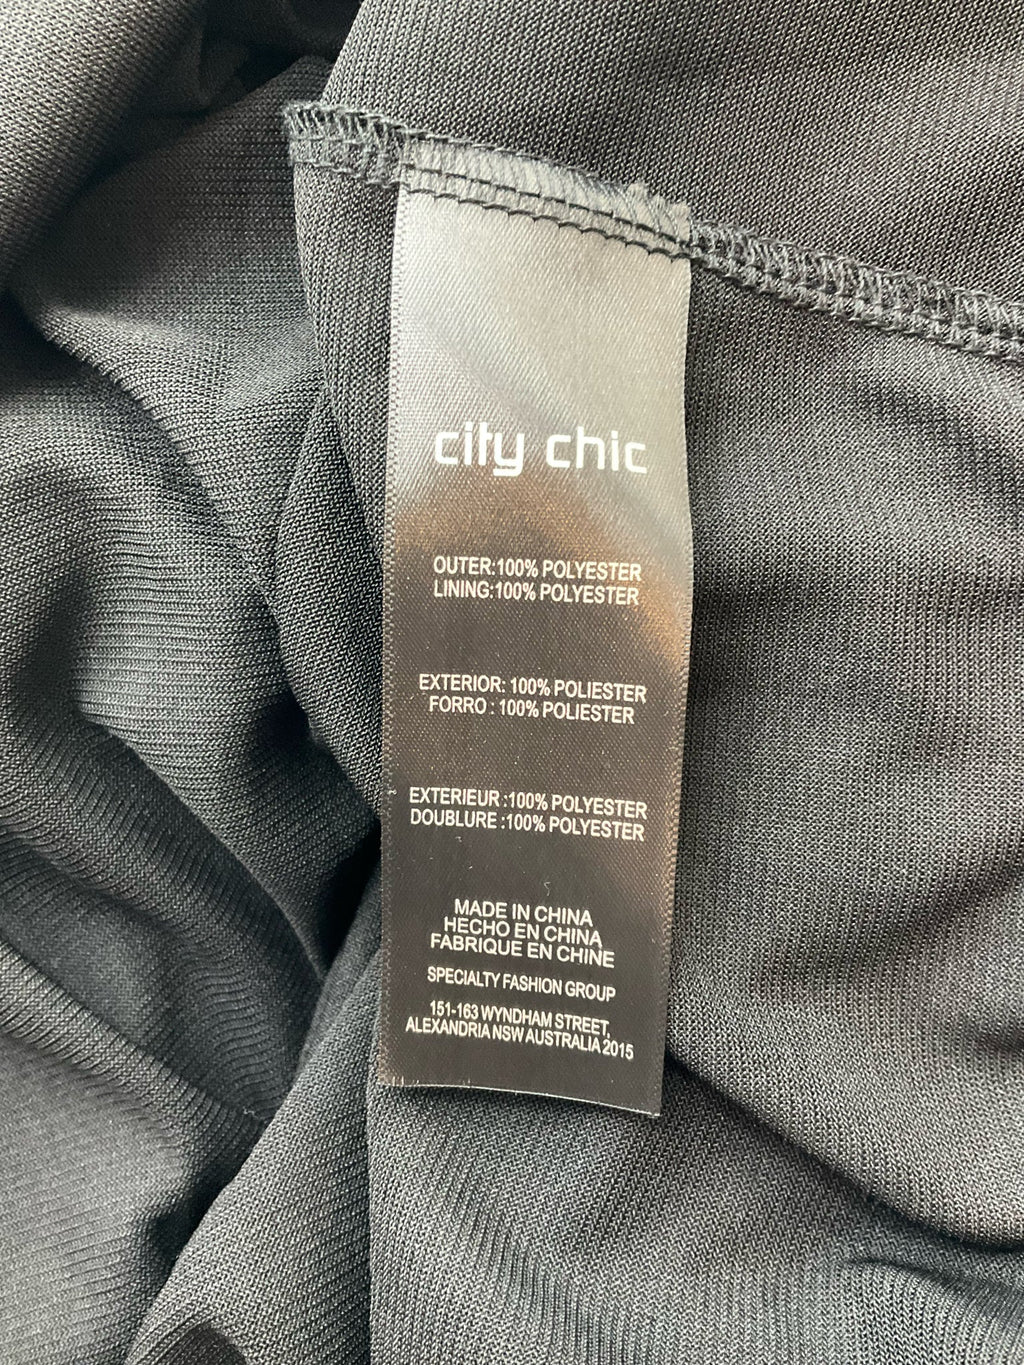 city chic
OUTER:100% POLYESTER
LINING:100% POLYESTER
EXTERIOR: 100% POLIESTER
FORRO : 100% POLIESTER
EXTERIEUR :100% POLYESTER
DOUBLURE :100% POLYESTER
MADE IN CHINA
HECHO EN CHINA
FABRIQUE EN CHINE
SPECIALTY FASHION GROUP
151-163 WYNDHAM STREET,
ALEXANDRIA NSW AUSTRALIA 2015